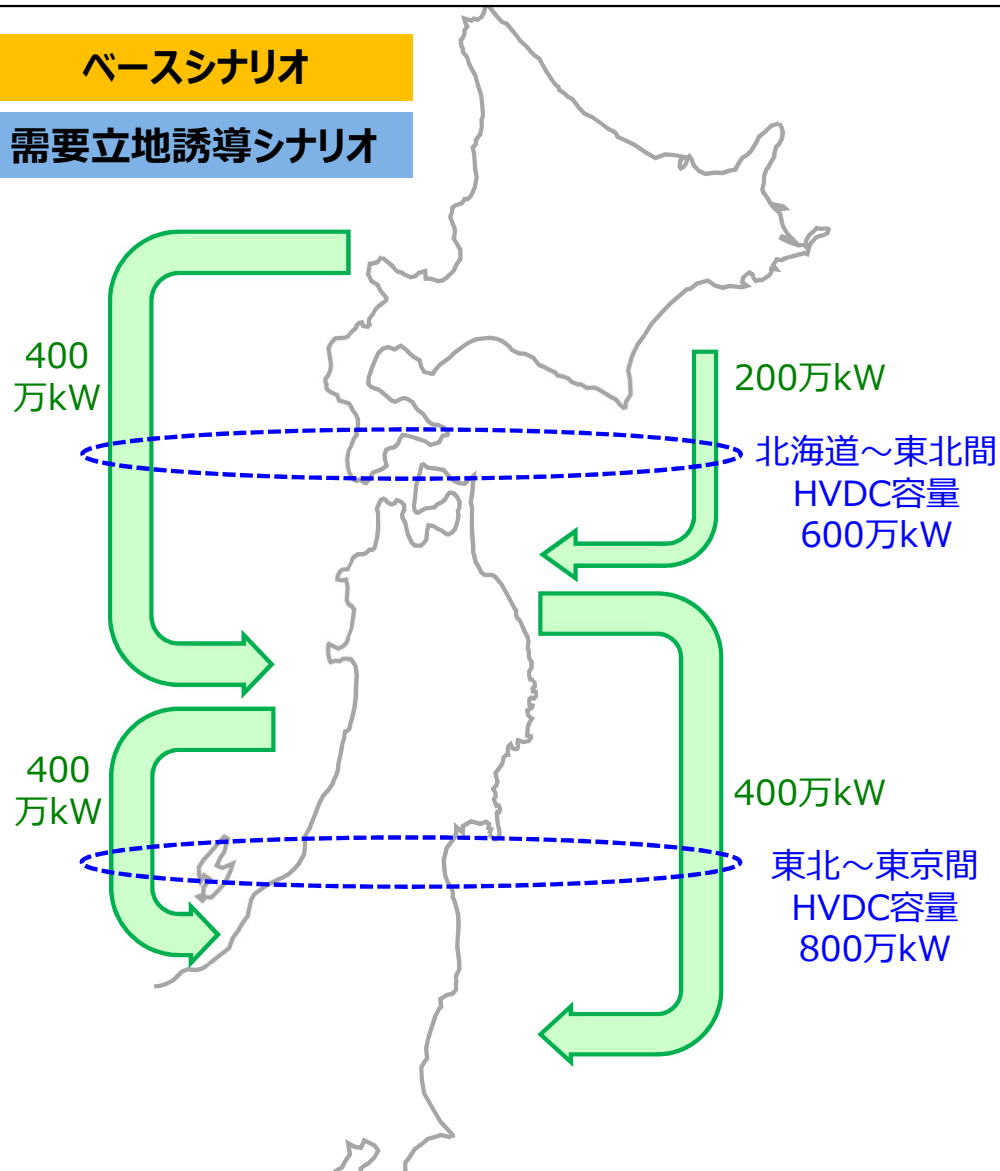 ベースシナリオ
需要立地誘導シナリオ
400
万kW
200万kW
北海道～東北間
HVDC容量
600万kW
400
万kW
400万kW
東北～東京間
HVDC容量
800万kW